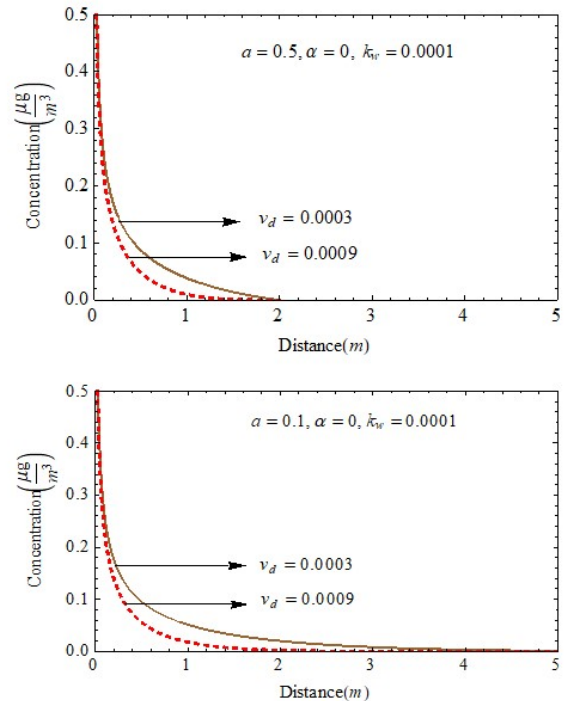 0.5
a = 0.5, α = 0, k_w = 0.0001
0.4
Concentration(μg/m³)
0.3
0.2
v_d = 0.0003
0.1
v_d = 0.0009
0.0
0 1 2 3 4 5
Distance(m)
0.5
a = 0.1, α = 0, k_w = 0.0001
0.4
Concentration(μg/m³)
0.3
0.2
v_d = 0.0003
0.1
v_d = 0.0009
0.0
0 1 2 3 4 5
Distance(m)